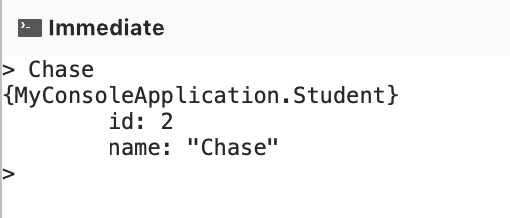 Immediate
> Chase
{MyConsoleApplication.Student}
id: 2
name: "Chase"
>